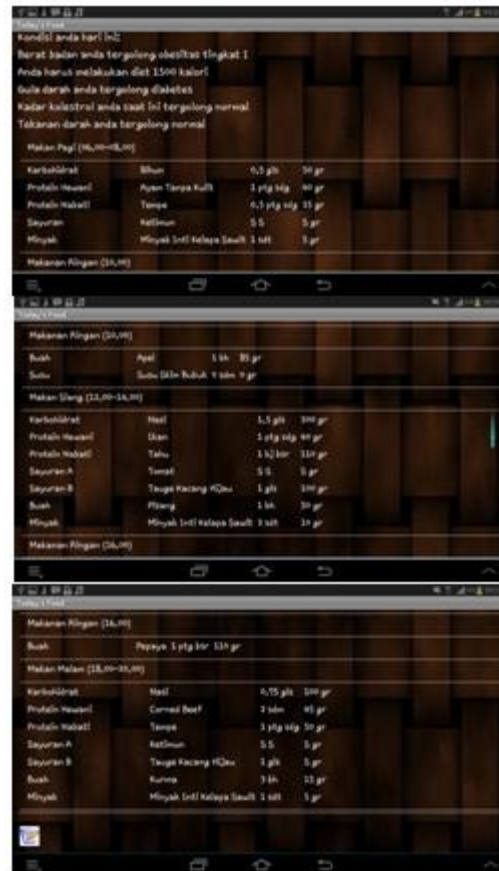 Today's Food
Kondisi anda hari ini:
Berat badan anda tergolong obesitas tingkat 1
Anda harus melakukan diet 1500 kalori
Gula darah anda tergolong diabetes
Kadar kolestrol anda saat ini tergolong normal
Tekanan darah anda tergolong normal
Makan Pagi (06.00-08.00)
Karbohidrat Bihun 0,5 gls 50 gr
Protein Hewani Ayam Tanpa Kulit 1 ptg sdg 40 gr
Protein Nabati Tempe 0,5 ptg sdg 25 gr
Sayuran Ketimun SS 5 gr
Minyak Minyak Inti Kelapa Sawit 1 sdt 5 gr
Makanan Ringan (10,00)
Today's Food
Makanan Ringan (10,00)
Buah Apel 1 bh 85 gr
Susu Susu Skim Bubuk 4 sdm
Makan Siang (12,00-14,00)
Karbohidrat Nasi 1,5 gls
Protein Hewani Ikan 1 ptg sdg 40 gr
Protein Nabati Tahu 1 bj bsr 110 gr
Sayuran A Tomat SS 5 gr
Sayuran B Tauge Kacang Hijau 1 gls 100 gr
Buah Pisang 1 bh 50 gr
Minyak Minyak Inti Kelapa Sawit sdt 10 gr
Makanan Ringan (16,00)
Today's Food
Makanan Ringan (16,00)
Buah Pepaya 1 ptg bsr 110 gr
Makan Malam (18,00-20,00)
Karbohidrat Nasi 0,75 gls 100 gr
Protein Hewani Corned Beef 3 sdm 45 gr
Protein Nabati Tempe 1 ptg sdg 50 gr
Sayuran A Ketimun SS 5 gr
Sayuran B Tauge Kacang Hijau 1 gls 5 gr
Buah Kurma 3 bh 15 gr
Minyak Minyak Inti Kelapa Sawit 1 sdt 5 gr